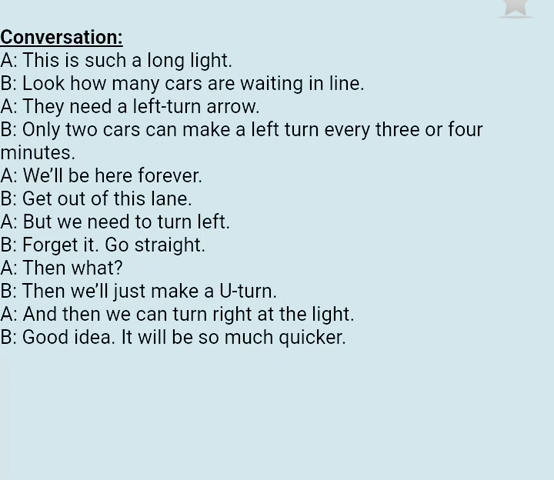 Conversation:
A: This is such a long light.
B: Look how many cars are waiting in line.
A: They need a left-turn arrow.
B: Only two cars can make a left turn every three or four
minutes.
A: We’ll be here forever.
B: Get out of this lane.
A: But we need to turn left.
B: Forget it. Go straight.
A: Then what?
B: Then we’ll just make a U-turn.
A: And then we can turn right at the light.
B: Good idea. It will be so much quicker.